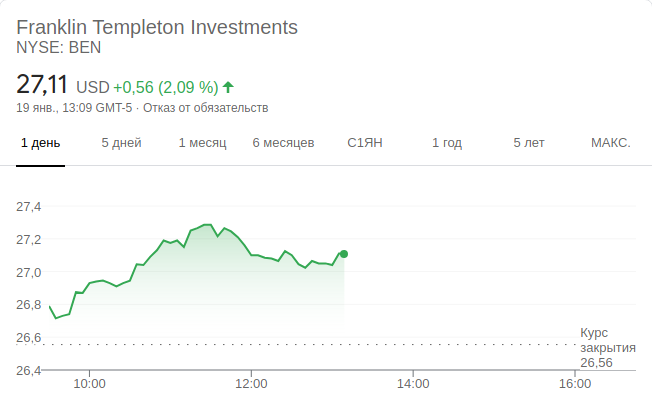 Franklin Templeton Investments
NYSE: BEN
27,11 USD +0,56 (2,09 %)
19 янв., 13:09 GMT-5 · Отказ от обязательств
1 день 5 дней 1 месяц 6 месяцев С1ЯН 1 год 5 лет МАКС.
27,4
27,2
27,0
26,8
26,6
Курс
закрытия
26,56
26,4
10:00 12:00 14:00 16:00